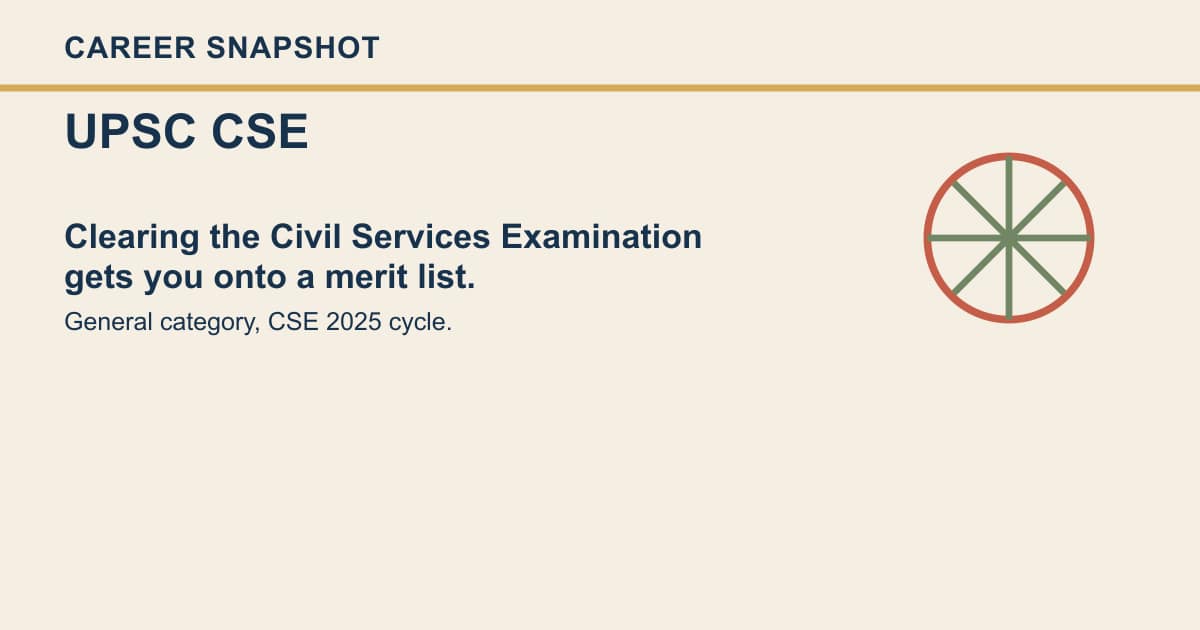 CAREER SNAPSHOT
UPSC CSE
Clearing the Civil Services Examination
gets you onto a merit list.
General category, CSE 2025 cycle.